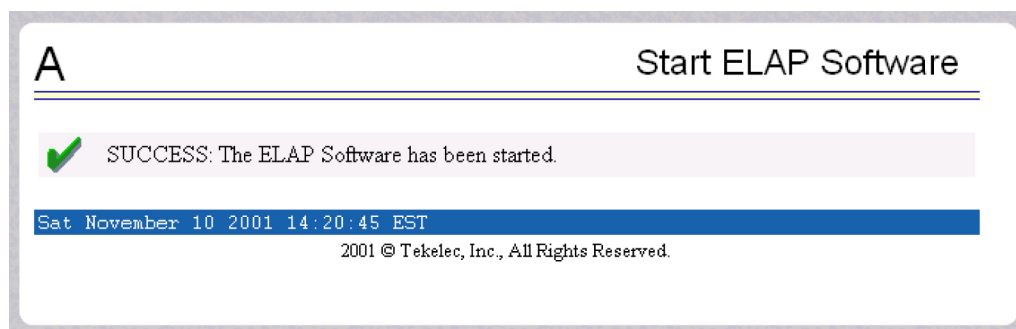 A Start ELAP Software
SUCCESS: The ELAP Software has been started.
Sat November 10 2001 14:20:45 EST
2001 © Tekelec, Inc., All Rights Reserved.